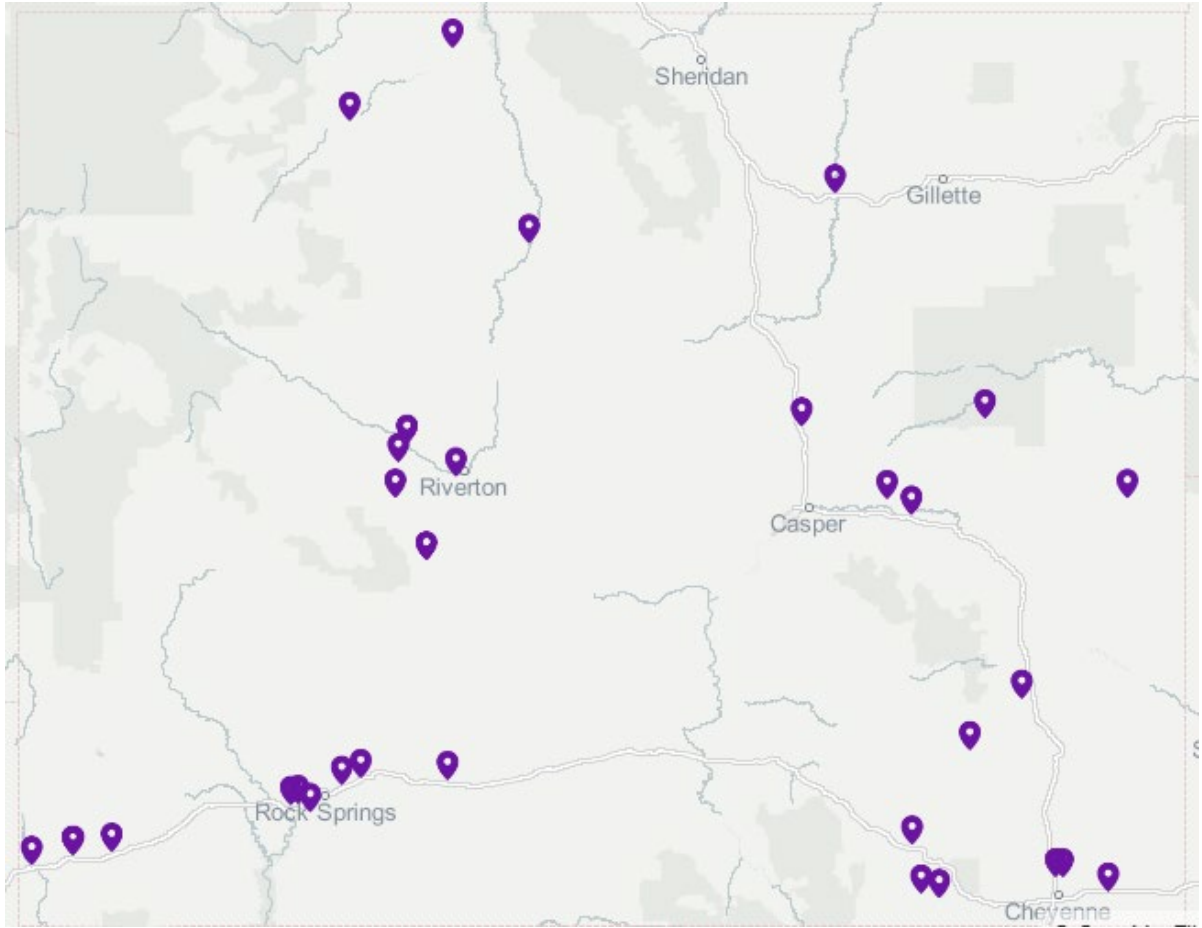 Sheridan
Gillette
Riverton
Casper
Rock Springs
Cheyenne